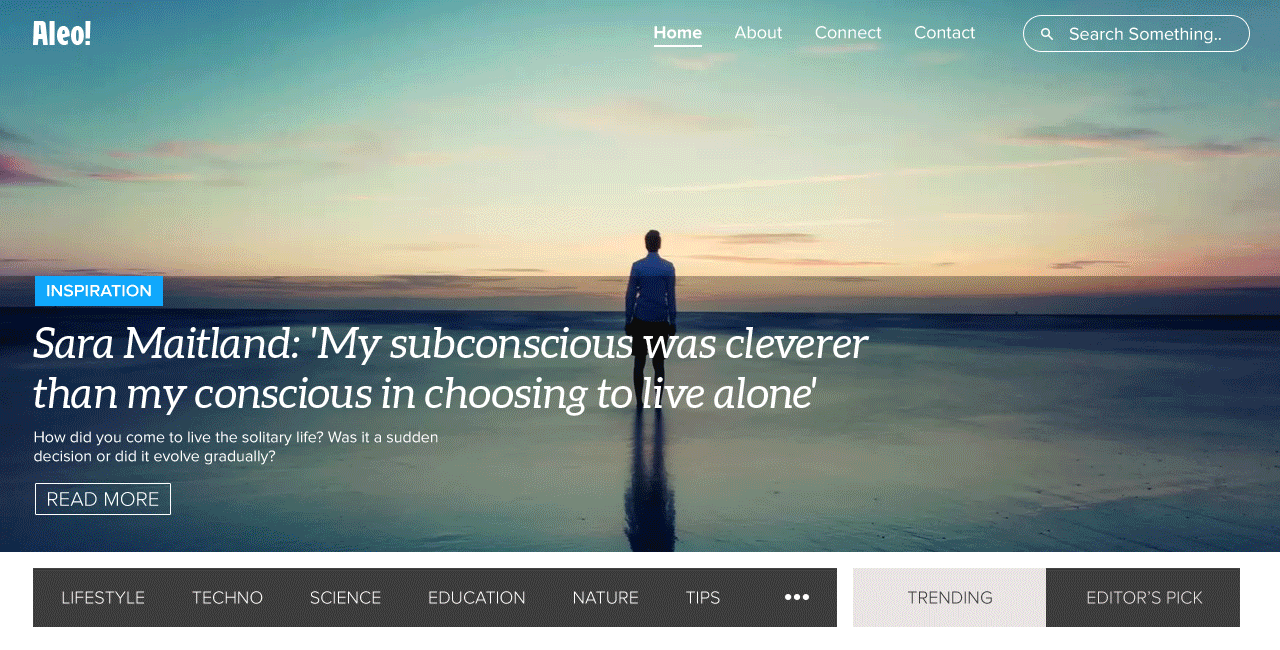 Aleo!
Home About Connect Contact Search Something..
INSPIRATION
Sara Maitland: 'My subconscious was cleverer
than my conscious in choosing to live alone'
How did you come to live the solitary life? Was it a sudden
decision or did it evolve gradually?
READ MORE
LIFESTYLE TECHNO SCIENCE EDUCATION NATURE TIPS ••• TRENDING EDITOR’S PICK